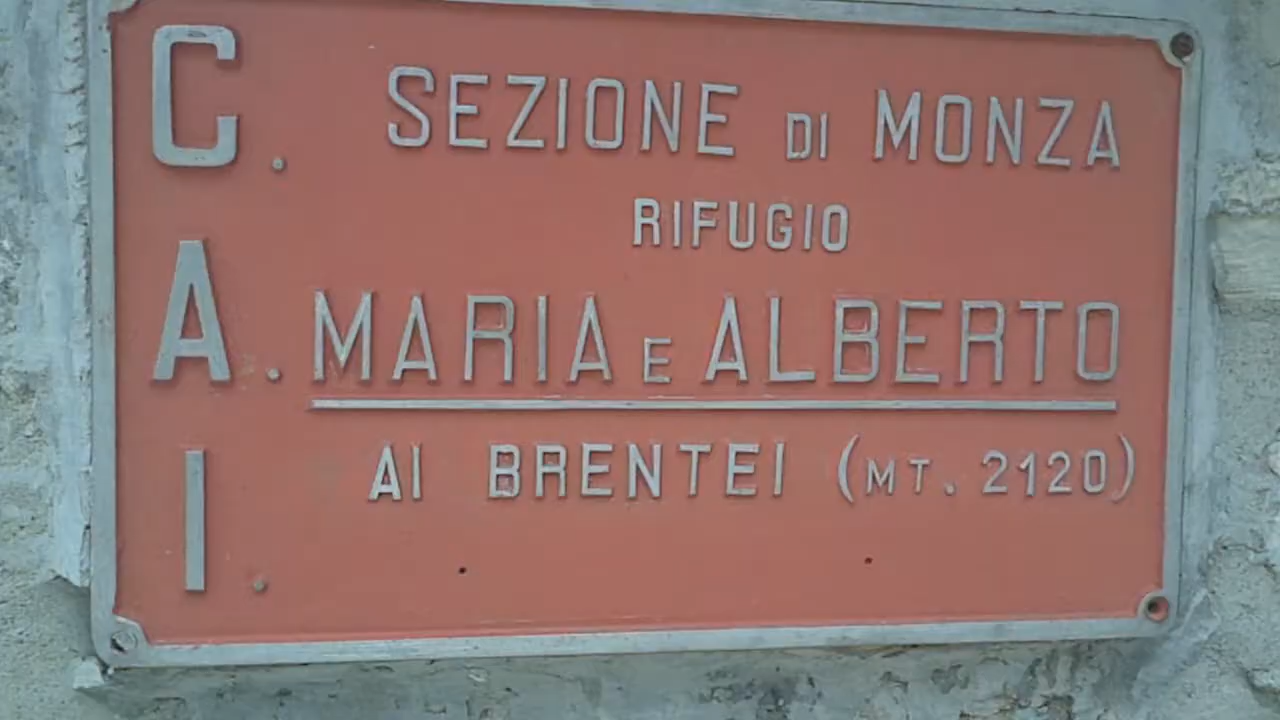 C.A.I.
SEZIONE DI MONZA
RIFUGIO
MARIA E ALBERTO
AI BRENTEI (MT. 2120)